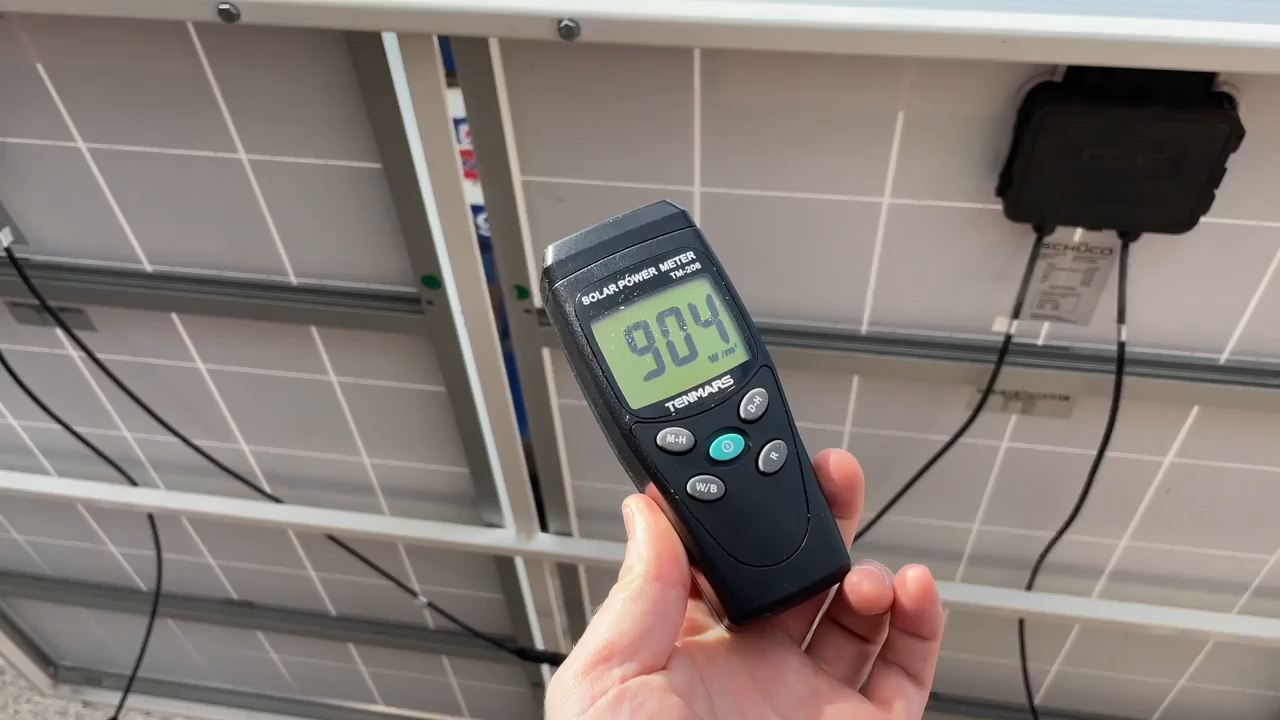 SOLAR POWER METER
TM-206
904
W/m²
TENMARS
D-H
M-H
R
W/B
SCHÜCO